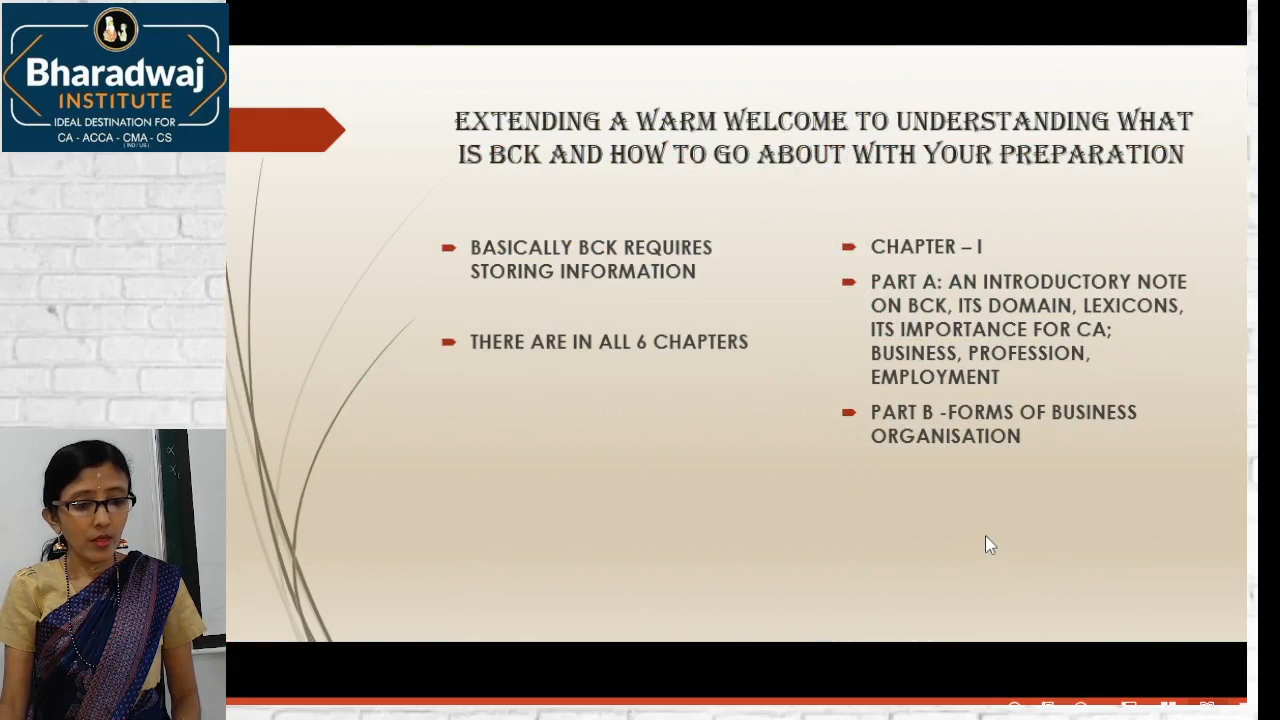 Bharadwaj
INSTITUTE
IDEAL DESTINATION FOR
CA - ACCA - CMA - CS
( IND / US )
EXTENDING A WARM WELCOME TO UNDERSTANDING WHAT
IS BCK AND HOW TO GO ABOUT WITH YOUR PREPARATION
BASICALLY BCK REQUIRES
STORING INFORMATION
THERE ARE IN ALL 6 CHAPTERS
CHAPTER – I
PART A: AN INTRODUCTORY NOTE
ON BCK, ITS DOMAIN, LEXICONS,
ITS IMPORTANCE FOR CA;
BUSINESS, PROFESSION,
EMPLOYMENT
PART B -FORMS OF BUSINESS
ORGANISATION